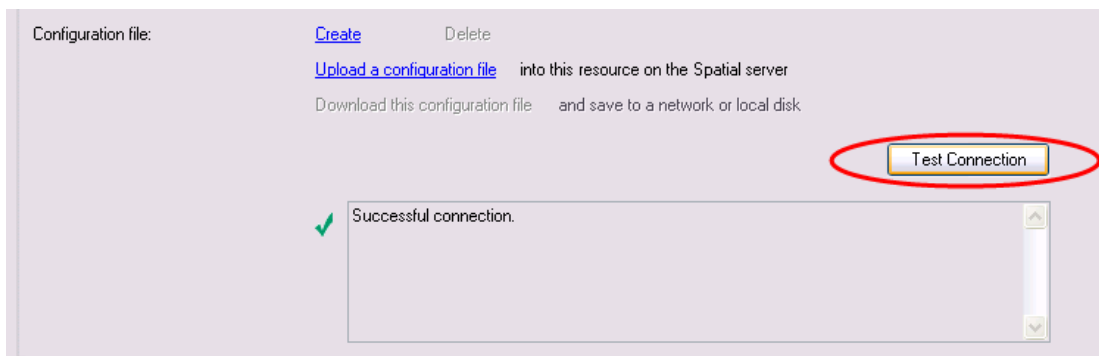 Configuration file: Create Delete
Upload a configuration file into this resource on the Spatial server
Download this configuration file and save to a network or local disk
Test Connection
Successful connection.